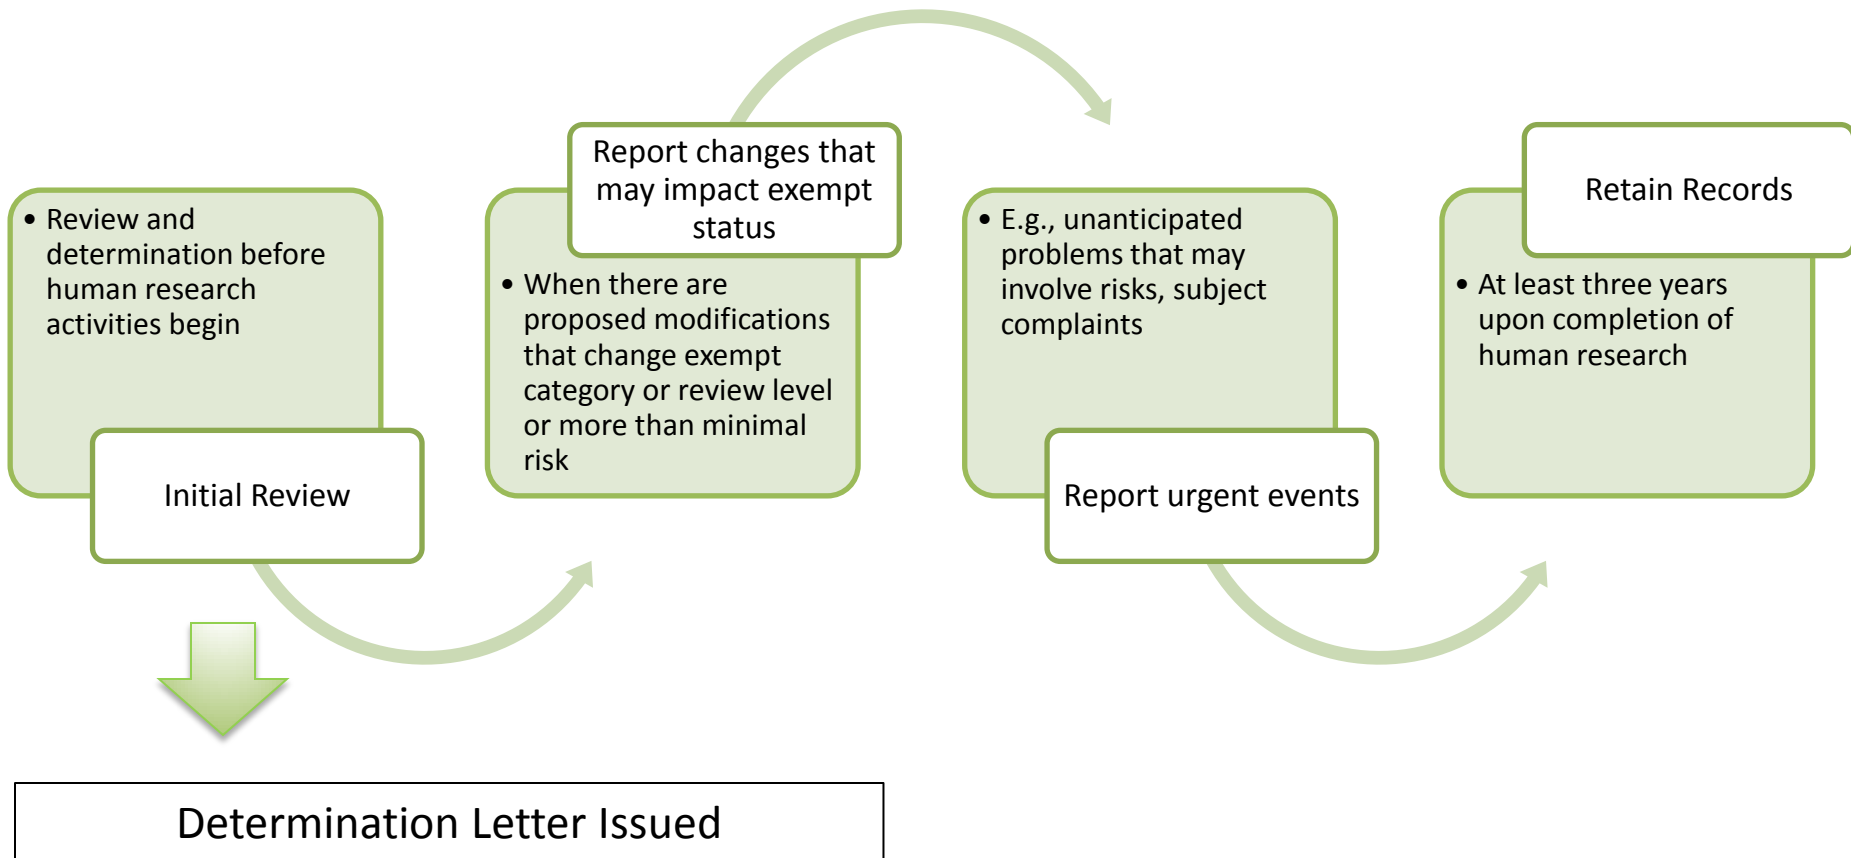 • Review and
determination before
human research
activities begin
Initial Review
Report changes that
may impact exempt
status
• When there are
proposed modifications
that change exempt
category or review level
or more than minimal
risk
• E.g., unanticipated
problems that may
involve risks, subject
complaints
Report urgent events
Retain Records
• At least three years
upon completion of
human research
Determination Letter Issued